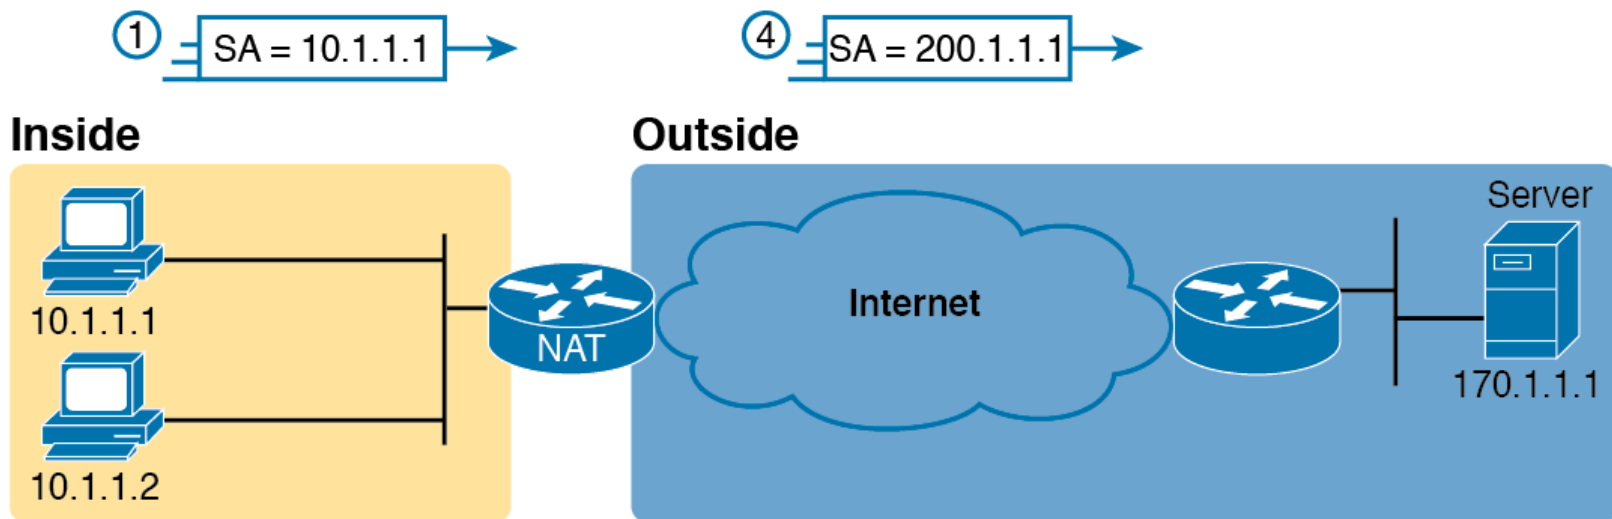 1
SA = 10.1.1.1
4
SA = 200.1.1.1
Inside
Outside
Server
10.1.1.1
NAT
Internet
170.1.1.1
10.1.1.2